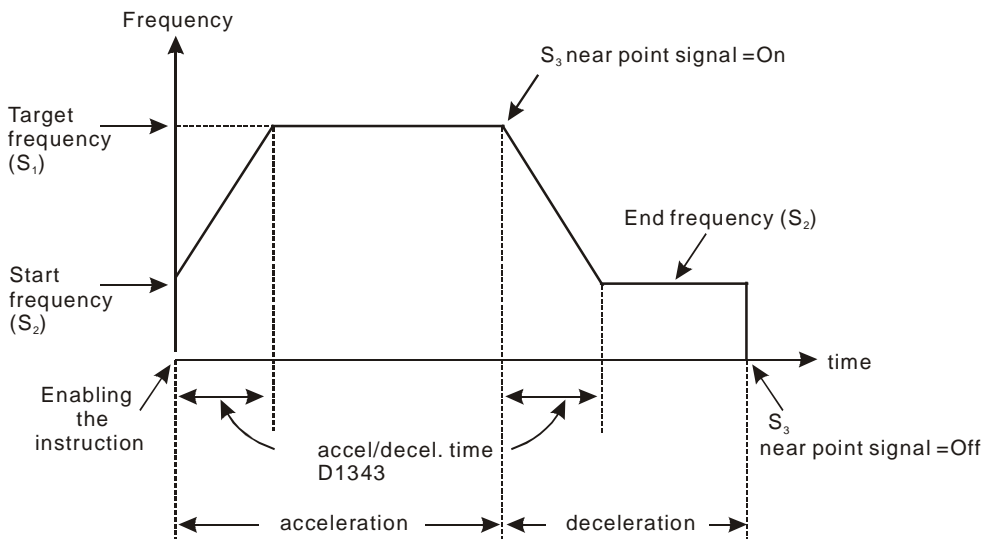 Frequency
S₃ near point signal =On
Target
frequency
(S₁)
End frequency (S₂)
Start
frequency
(S₂)
time
Enabling
the
instruction
accel/decel. time
D1343
S₃
near point signal =Off
acceleration
deceleration